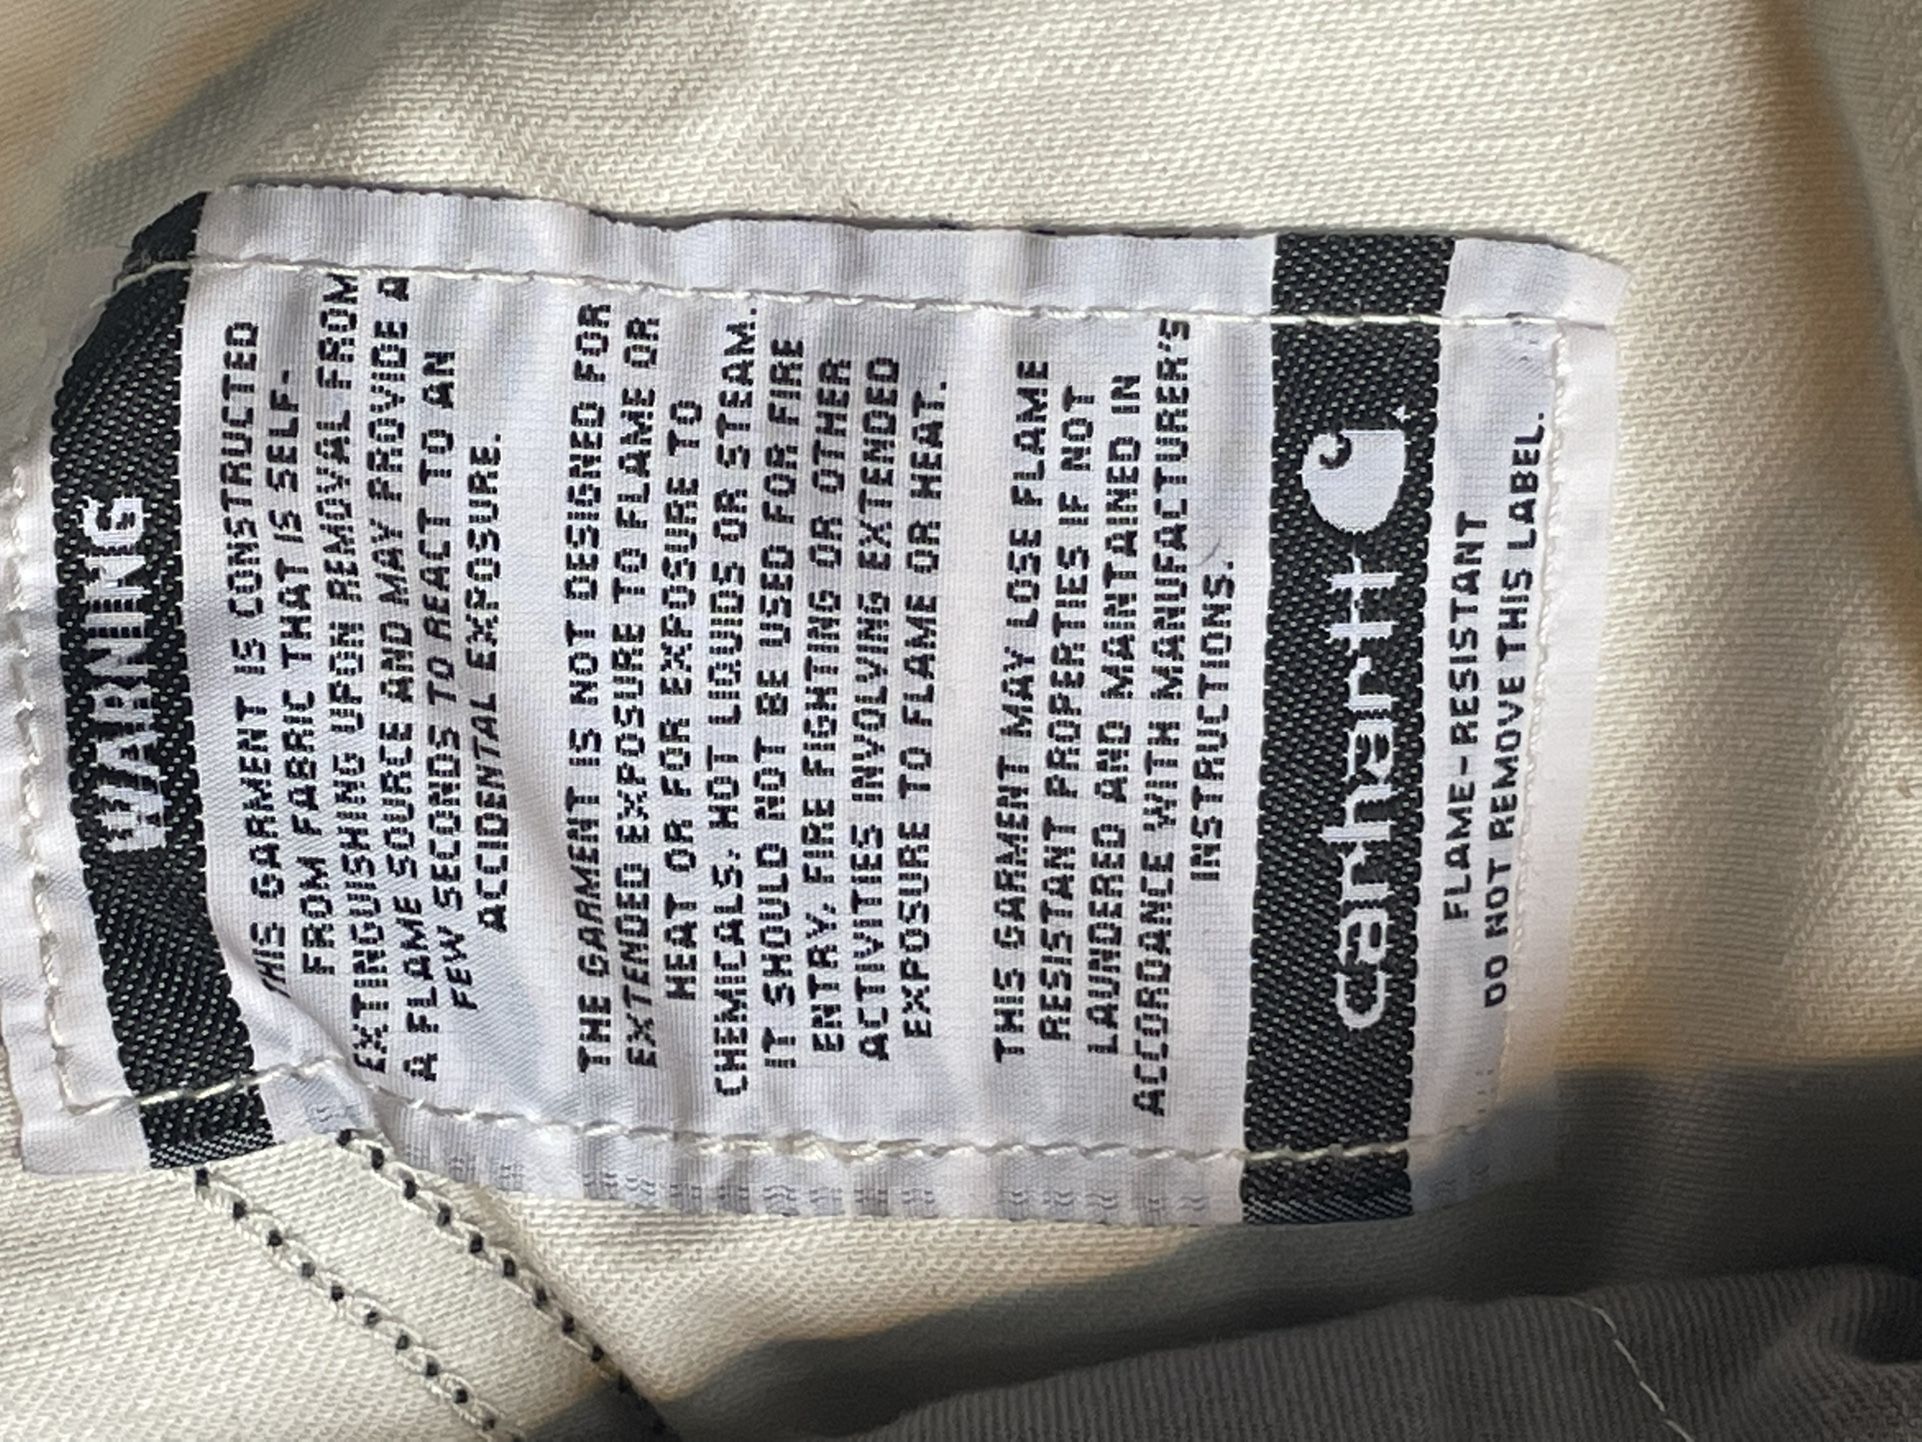 WARNING
THIS GARMENT IS CONSTRUCTED
FROM FABRIC THAT IS SELF-
EXTINGUISHING UPON REMOVAL FROM
A FLAME SOURCE AND MAY PROVIDE A
FEW SECONDS TO REACT TO AN
ACCIDENTAL EXPOSURE.
THE GARMENT IS NOT DESIGNED FOR
EXTENDED EXPOSURE TO FLAME OR
HEAT OR FOR EXPOSURE TO
CHEMICALS, HOT LIQUIDS OR STEAM.
IT SHOULD NOT BE USED FOR FIRE
ENTRY, FIRE FIGHTING OR OTHER
ACTIVITIES INVOLVING EXTENDED
EXPOSURE TO FLAME OR HEAT.
THIS GARMENT MAY LOSE FLAME
RESISTANT PROPERTIES IF NOT
LAUNDERED AND MAINTAINED IN
ACCORDANCE WITH MANUFACTURER'S
INSTRUCTIONS.
carhartt
FLAME-RESISTANT
DO NOT REMOVE THIS LABEL.